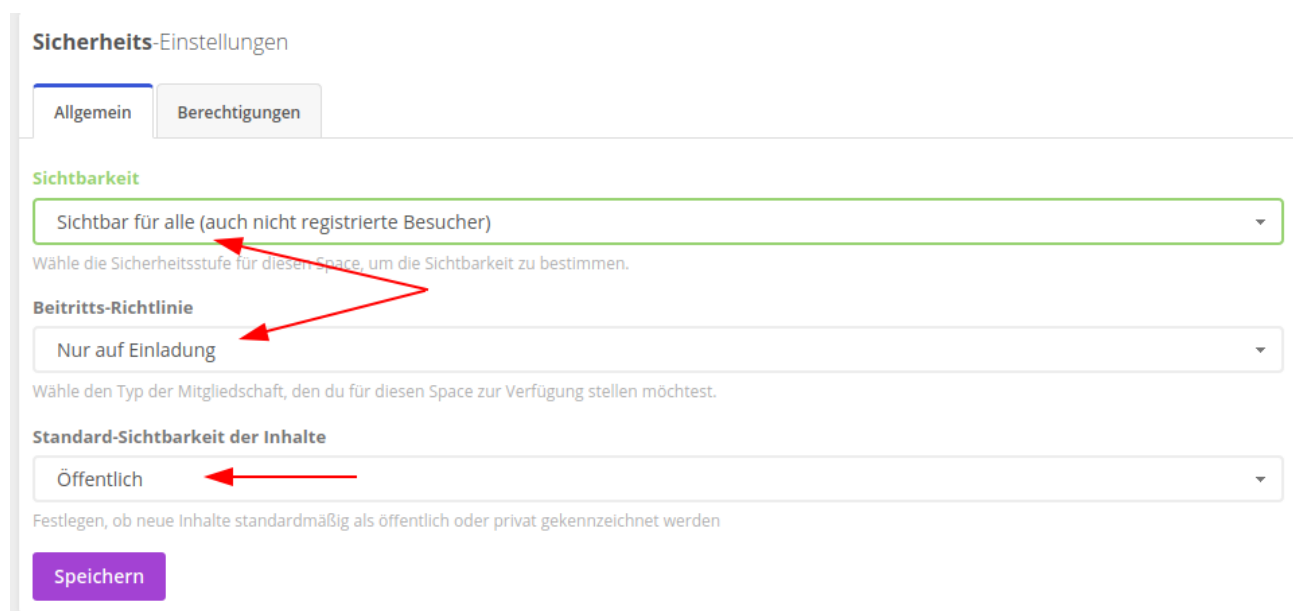 Sicherheits-Einstellungen
Allgemein Berechtigungen
Sichtbarkeit
Sichtbar für alle (auch nicht registrierte Besucher)
Wähle die Sicherheitsstufe für diesen Space, um die Sichtbarkeit zu bestimmen.
Beitritts-Richtlinie
Nur auf Einladung
Wähle den Typ der Mitgliedschaft, den du für diesen Space zur Verfügung stellen möchtest.
Standard-Sichtbarkeit der Inhalte
Öffentlich
Festlegen, ob neue Inhalte standardmäßig als öffentlich oder privat gekennzeichnet werden
Speichern